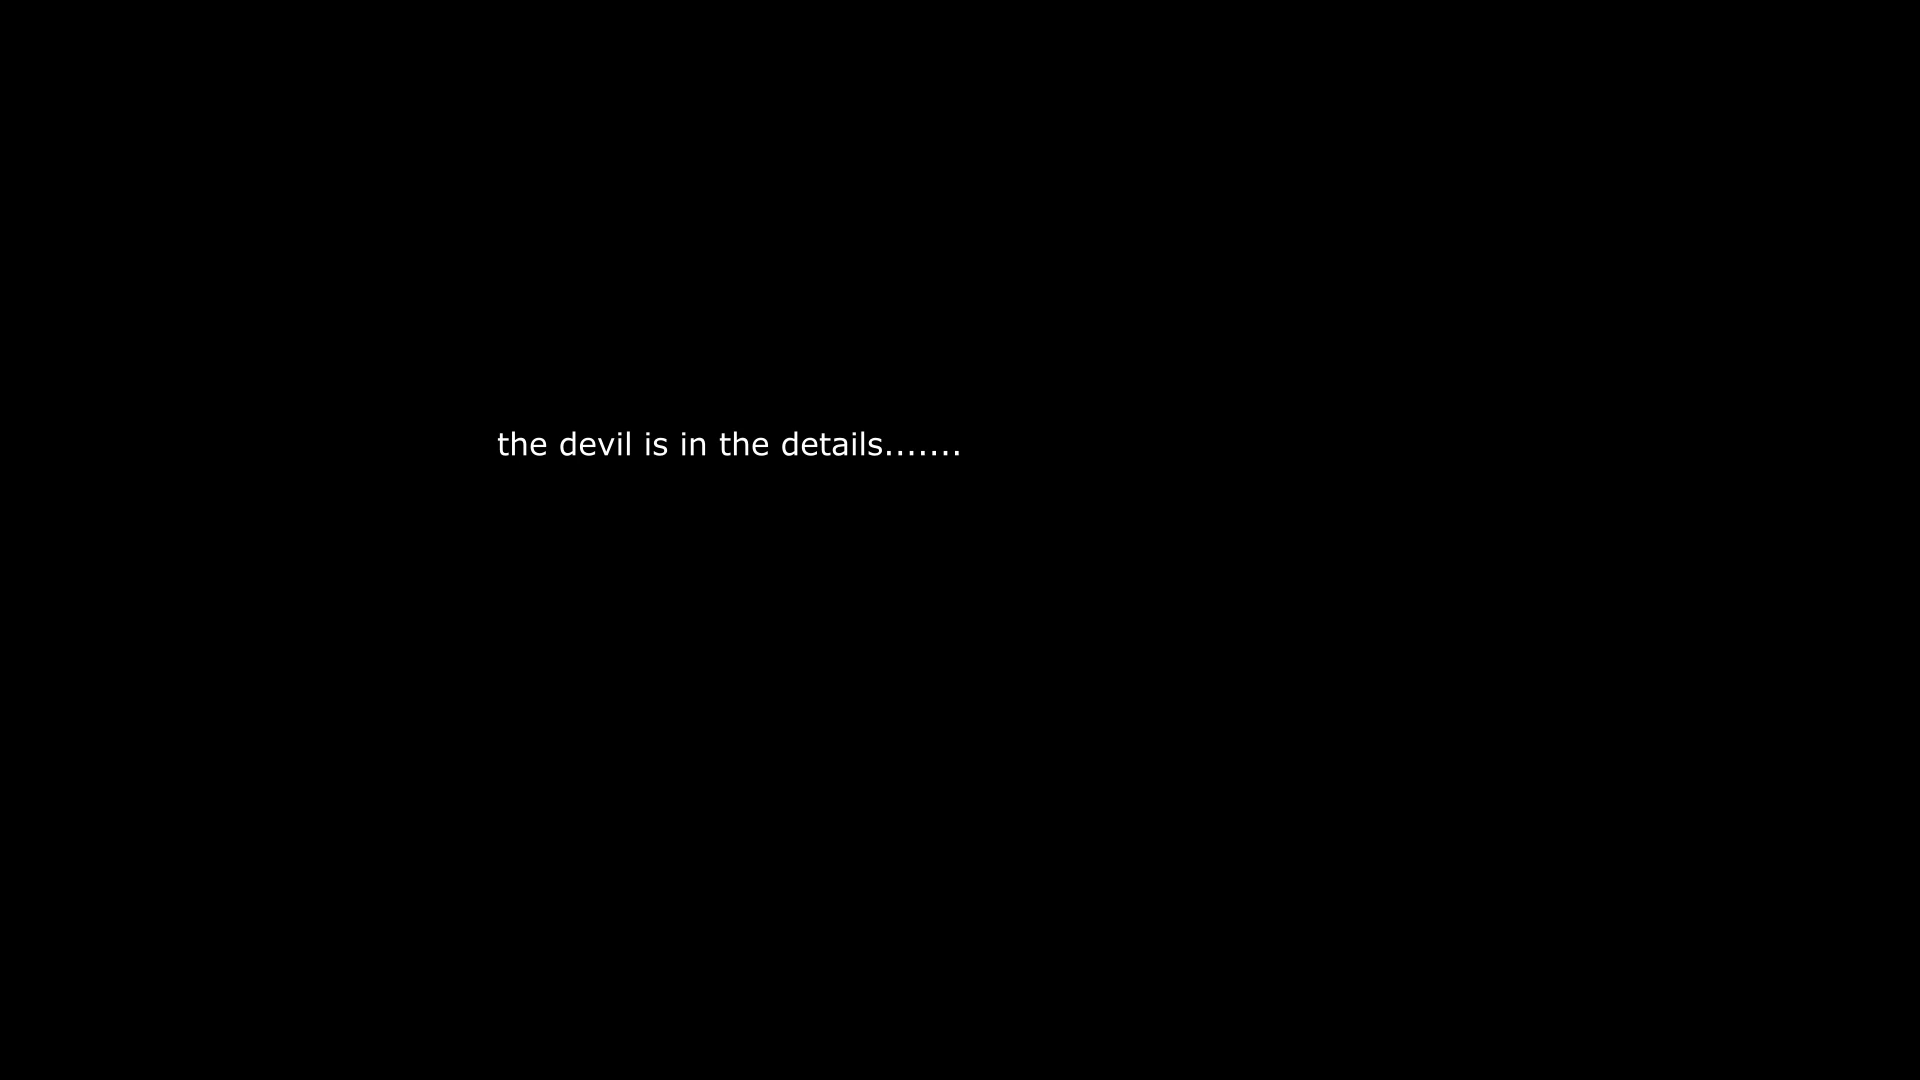 the devil is in the details.......